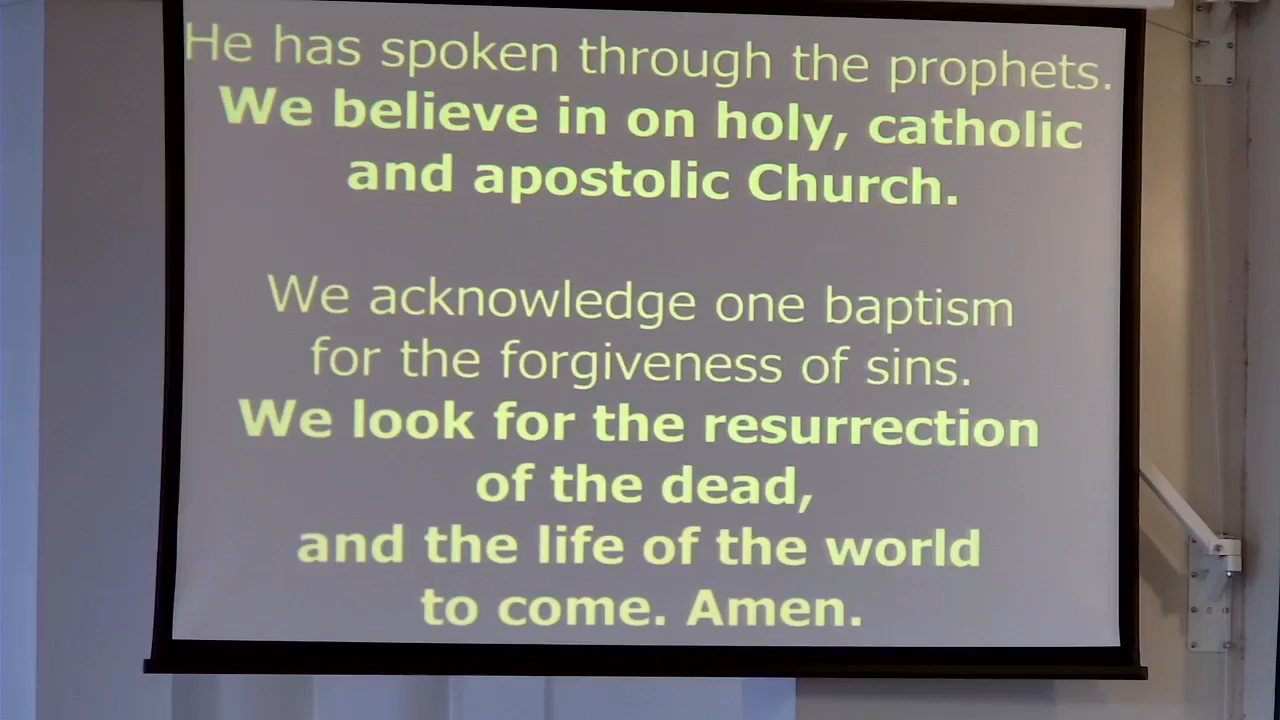 He has spoken through the prophets.
We believe in on holy, catholic
and apostolic Church.
We acknowledge one baptism
for the forgiveness of sins.
We look for the resurrection
of the dead,
and the life of the world
to come. Amen.